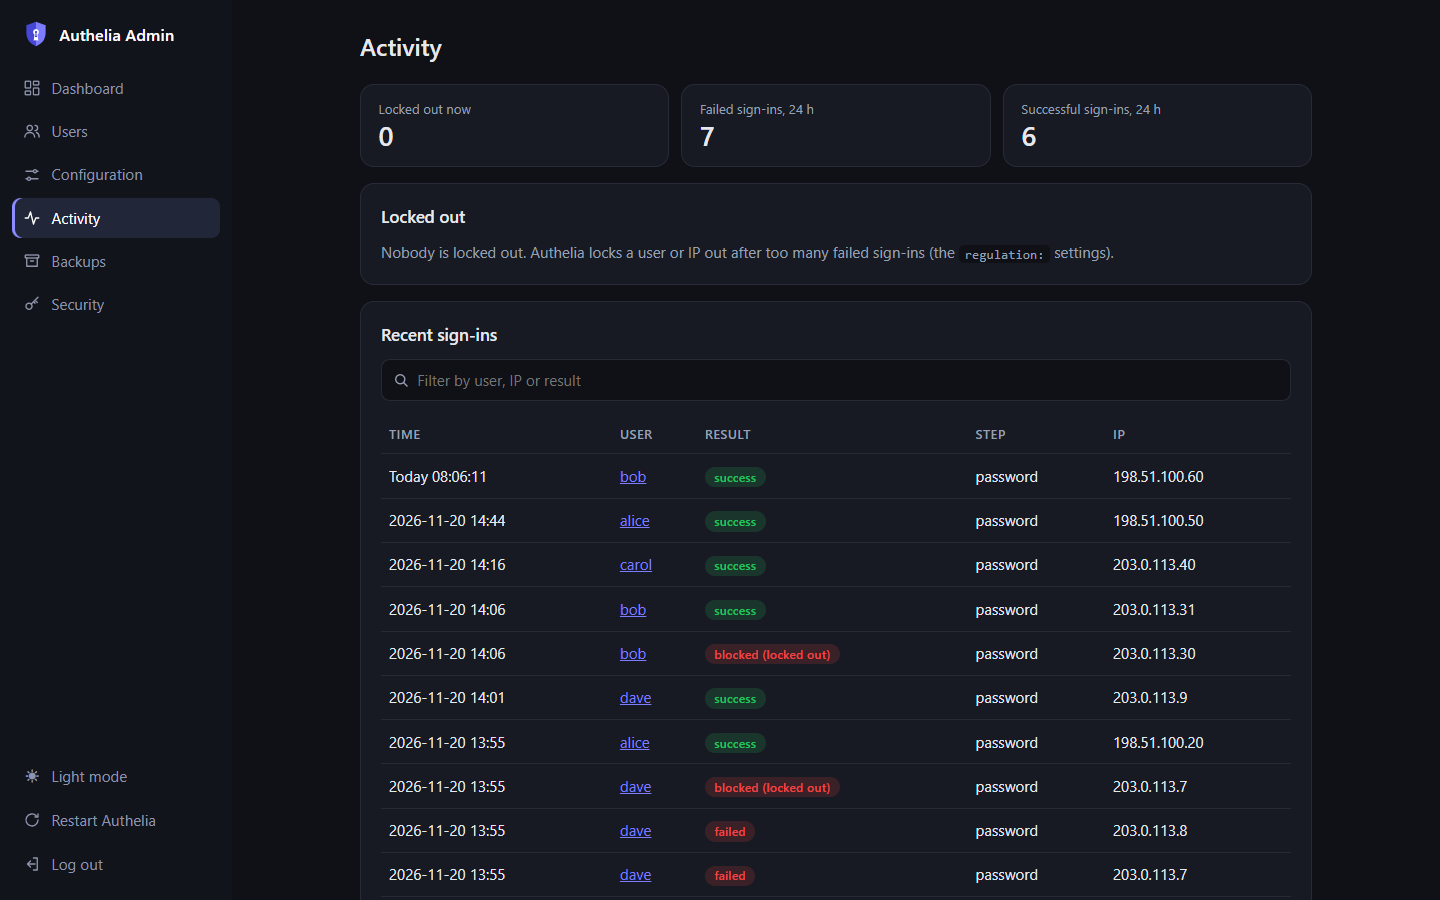 Authelia Admin
Dashboard
Users
Configuration
Activity
Backups
Security
Light mode
Restart Authelia
Log out
Activity
Locked out now
0
Failed sign-ins, 24 h
7
Successful sign-ins, 24 h
6
Locked out
Nobody is locked out. Authelia locks a user or IP out after too many failed sign-ins (the regulation: settings).
Recent sign-ins
Filter by user, IP or result
TIME USER RESULT STEP IP
Today 08:06:11 bob success password 198.51.100.60
2026-11-20 14:44 alice success password 198.51.100.50
2026-11-20 14:16 carol success password 203.0.113.40
2026-11-20 14:06 bob success password 203.0.113.31
2026-11-20 14:06 bob blocked (locked out) password 203.0.113.30
2026-11-20 14:01 dave success password 203.0.113.9
2026-11-20 13:55 alice success password 198.51.100.20
2026-11-20 13:55 dave blocked (locked out) password 203.0.113.7
2026-11-20 13:55 dave failed password 203.0.113.8
2026-11-20 13:55 dave failed password 203.0.113.7